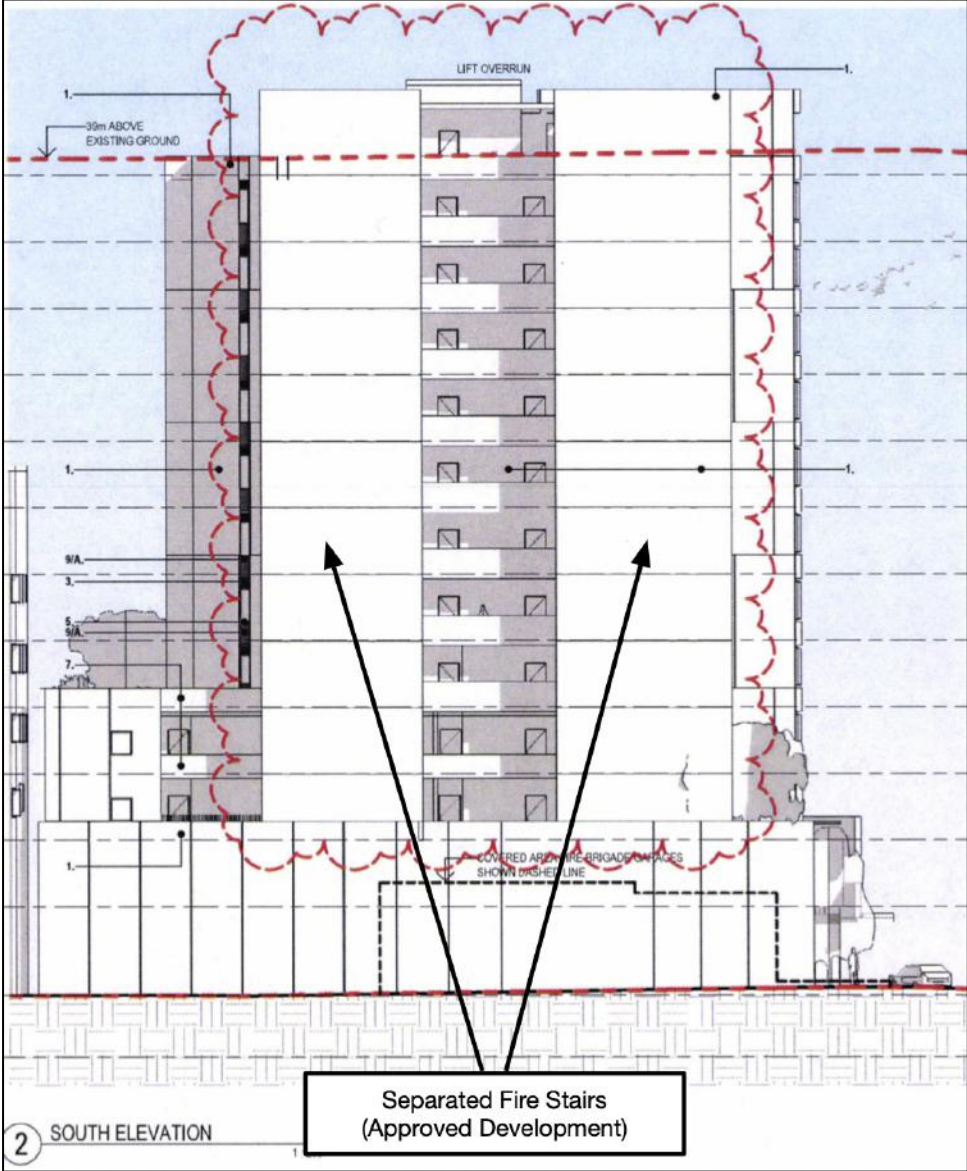 LIFT OVERRUN
1.
1.
39m ABOVE
EXISTING GROUND
1.
1.
9/A.
3.
5.
9/A.
7.
1.
COVERED AREA FIRE BRIGADE GARAGES
SHOWN DASHED LINE
Separated Fire Stairs
(Approved Development)
2 SOUTH ELEVATION